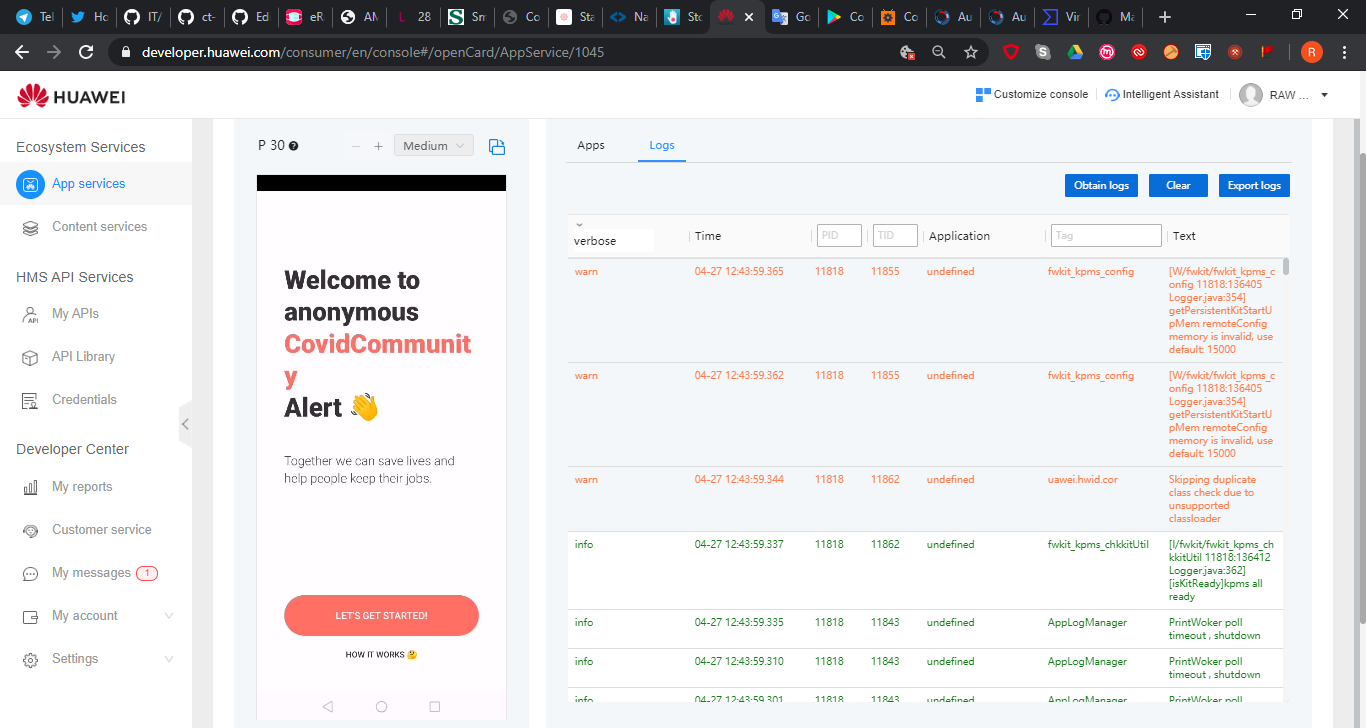 Tel
Ho
IT/
ct-
Ed
eR
AN
28
Sm
Co
Sta
Na
Sto
Go
Co
Co
Au
Au
Vir
Ma
developer.huawei.com/consumer/en/console#/openCard/AppService/1045
R
HUAWEI
Customize console
Intelligent Assistant
RAW ...
Ecosystem Services
App services
Content services
HMS API Services
My APIs
API Library
Credentials
Developer Center
My reports
Customer service
My messages 1
My account
Settings
P 30
Medium
Welcome to
anonymous
CovidCommunit
y
Alert 👋
Together we can save lives and
help people keep their jobs.
LET'S GET STARTED!
HOW IT WORKS 🤔
Apps
Logs
Obtain logs
Clear
Export logs
verbose
Time
PID
TID
Application
Tag
Text
warn 04-27 12:43:59.365 11818 11855 undefined fwkit_kpms_config [W/fwkit/fwkit_kpms_c
onfig 11818:136405
Logger.java:354]
getPersistentKitStartU
pMem remoteConfig
memory is invalid, use
default: 15000
warn 04-27 12:43:59.362 11818 11855 undefined fwkit_kpms_config [W/fwkit/fwkit_kpms_c
onfig 11818:136405
Logger.java:354]
getPersistentKitStartU
pMem remoteConfig
memory is invalid, use
default: 15000
warn 04-27 12:43:59.344 11818 11862 undefined uawei.hwid.cor Skipping duplicate
class check due to
unsupported
classloader
info 04-27 12:43:59.337 11818 11862 undefined fwkit_kpms_chkkitUtil [I/fwkit/fwkit_kpms_ch
kkitUtil 11818:136412
Logger.java:362]
[isKitReady]kpms all
ready
info 04-27 12:43:59.335 11818 11843 undefined AppLogManager PrintWoker poll
timeout , shutdown
info 04-27 12:43:59.310 11818 11843 undefined AppLogManager PrintWoker poll
timeout , shutdown
info 04-27 12:43:59.301 11818 11843 undefined AppLogManager PrintWoker poll